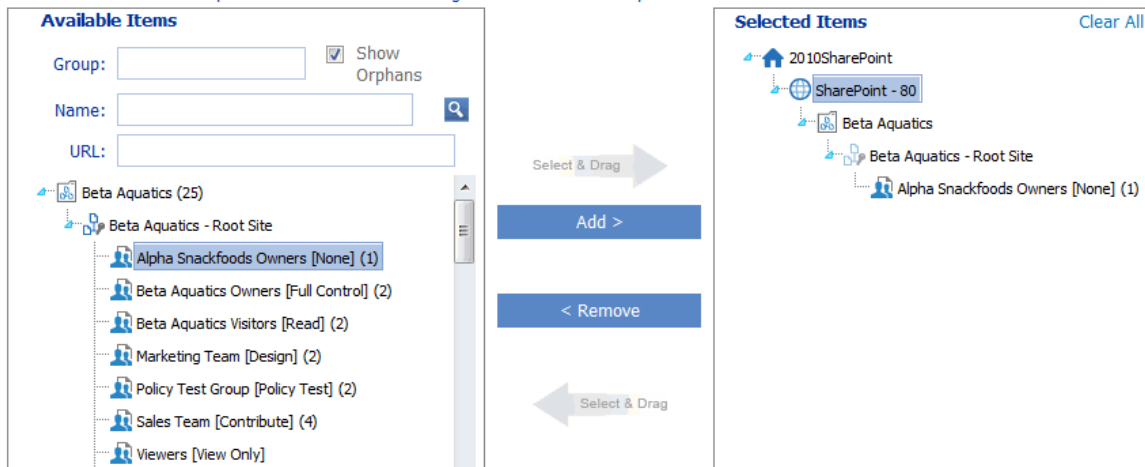 Available Items
Group:
Show
Orphans
Name:
URL:
Beta Aquatics (25)
Beta Aquatics - Root Site
Alpha Snackfoods Owners [None] (1)
Beta Aquatics Owners [Full Control] (2)
Beta Aquatics Visitors [Read] (2)
Marketing Team [Design] (2)
Policy Test Group [Policy Test] (2)
Sales Team [Contribute] (4)
Viewers [View Only]
Select & Drag
Add >
< Remove
Select & Drag
Selected Items
Clear All
2010SharePoint
SharePoint - 80
Beta Aquatics
Beta Aquatics - Root Site
Alpha Snackfoods Owners [None] (1)